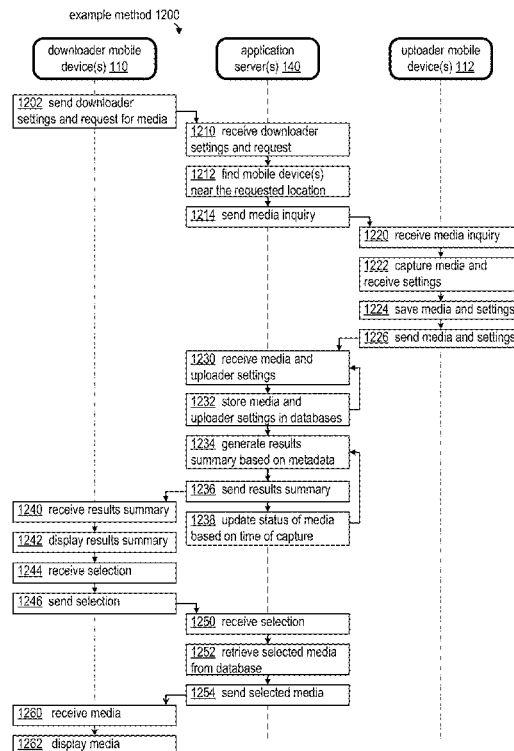 example method 1200
downloader mobile
device(s) 110
application
server(s) 140
uploader mobile
device(s) 112
1202 send downloader
settings and request for media
1210 receive downloader
settings and request
1212 find mobile device(s)
near the requested location
1214 send media inquiry
1220 receive media inquiry
1222 capture media and
receive settings
1224 save media and settings
1226 send media and settings
1230 receive media and
uploader settings
1232 store media and
uploader settings in databases
1234 generate results
summary based on metadata
1236 send results summary
1240 receive results summary
1238 update status of media
based on time of capture
1242 display results summary
1244 receive selection
1246 send selection
1250 receive selection
1252 retrieve selected media
from database
1254 send selected media
1260 receive media
1262 display media